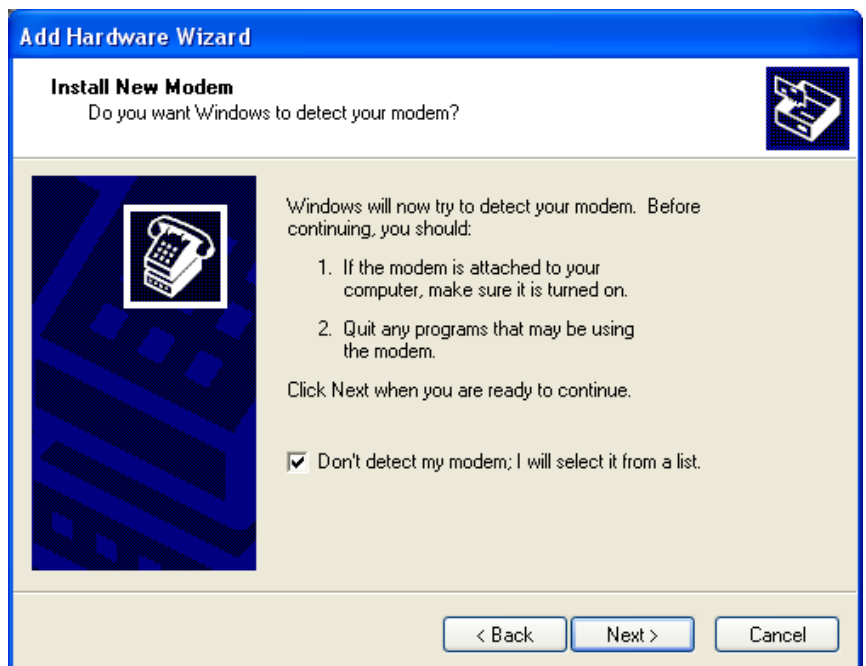 Add Hardware Wizard
Install New Modem
Do you want Windows to detect your modem?
Windows will now try to detect your modem. Before
continuing, you should:
1. If the modem is attached to your
computer, make sure it is turned on.
2. Quit any programs that may be using
the modem.
Click Next when you are ready to continue.
Don't detect my modem; I will select it from a list.
< Back
Next >
Cancel